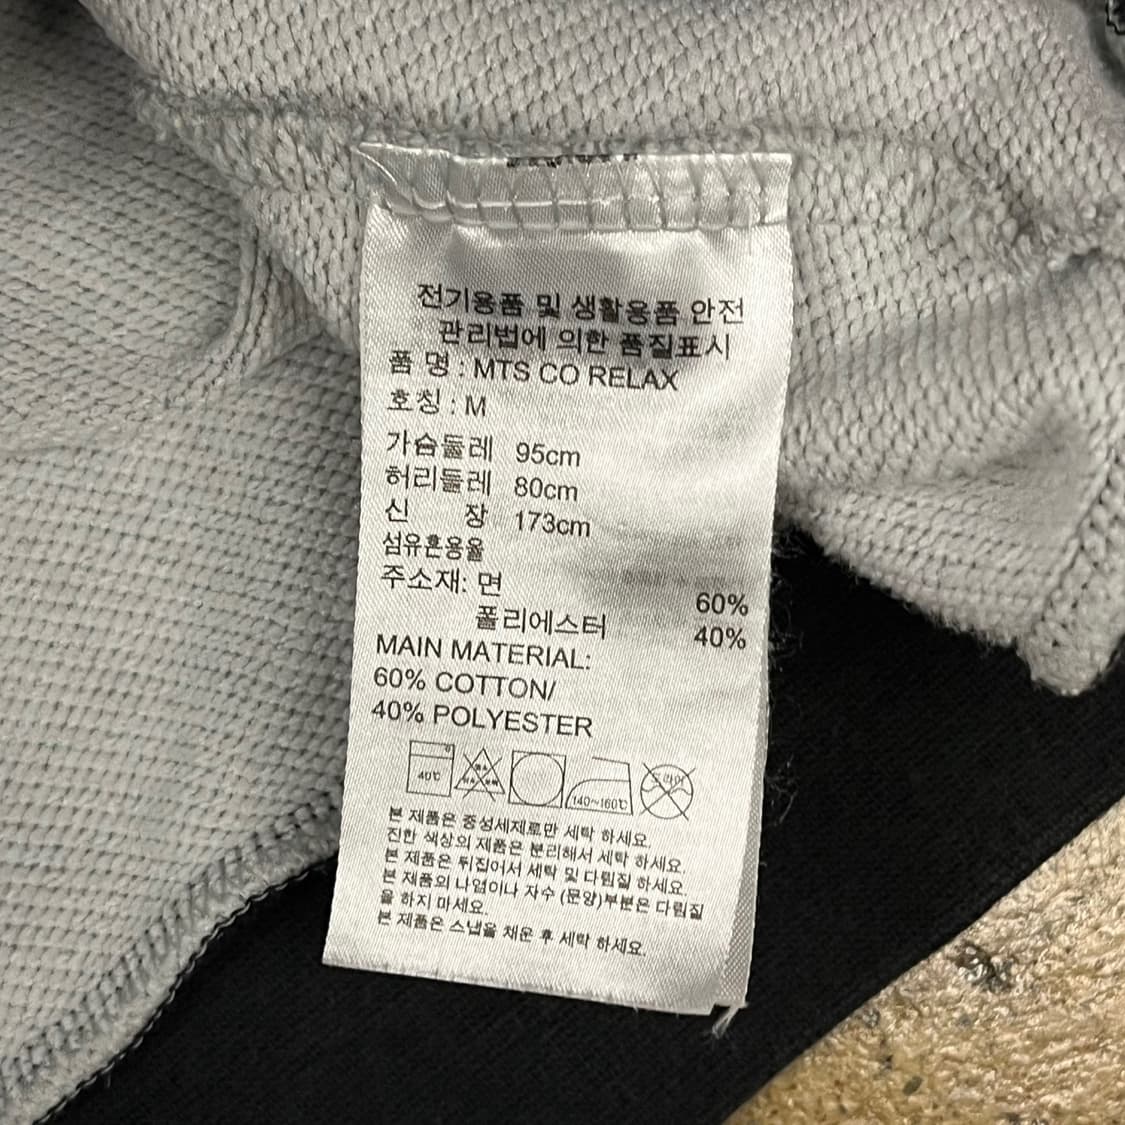 전기용품 및 생활용품 안전
관리법에 의한 품질표시
품 명 : MTS CO RELAX
호칭 : M
가슴둘레 95cm
허리둘레 80cm
신 장 173cm
섬유혼용율
주소재: 면 60%
폴리에스터 40%
MAIN MATERIAL:
60% COTTON/
40% POLYESTER
40℃
140~160℃
드라이
본 제품은 중성세제로만 세탁 하세요.
진한 색상의 제품은 분리해서 세탁 하세요.
본 제품은 뒤집어서 세탁 및 다림질 하세요.
본 제품의 나염이나 자수 (문양)부분은 다림질
을 하지 마세요.
본 제품은 스냅을 채운 후 세탁 하세요.